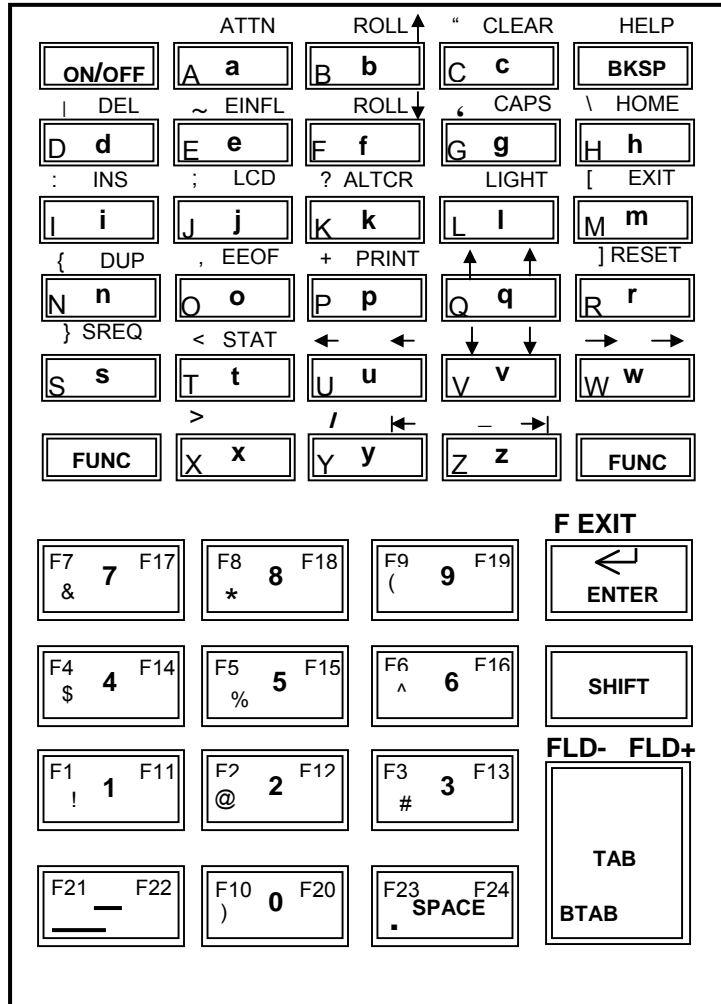 ATTN ROLL↑ “ CLEAR HELP
ON/OFF A a B b C c BKSP
| DEL ~ EINFL ROLL↓ ‘ CAPS \ HOME
D d E e F f G g H h
: INS ; LCD ? ALTCR LIGHT [ EXIT
I i J j K k L l M m
{ DUP , EEOF + PRINT ↑ ↑ ] RESET
N n O o P p Q q R r
} SREQ < STAT ← ← ↓ ↓ → →
S s T t U u V v W w
> / |← _ →|
FUNC X x Y y Z z FUNC
F EXIT
F7 7 F17 F8 8 F18 F9 9 F19 ↵
& * ( ENTER
F4 4 F14 F5 5 F15 F6 6 F16 SHIFT
$ % ^
FLD- FLD+
F1 1 F11 F2 2 F12 F3 3 F13
! @ #
TAB
F21 — F22 F10 0 F20 F23 SPACE F24
__ ) . BTAB